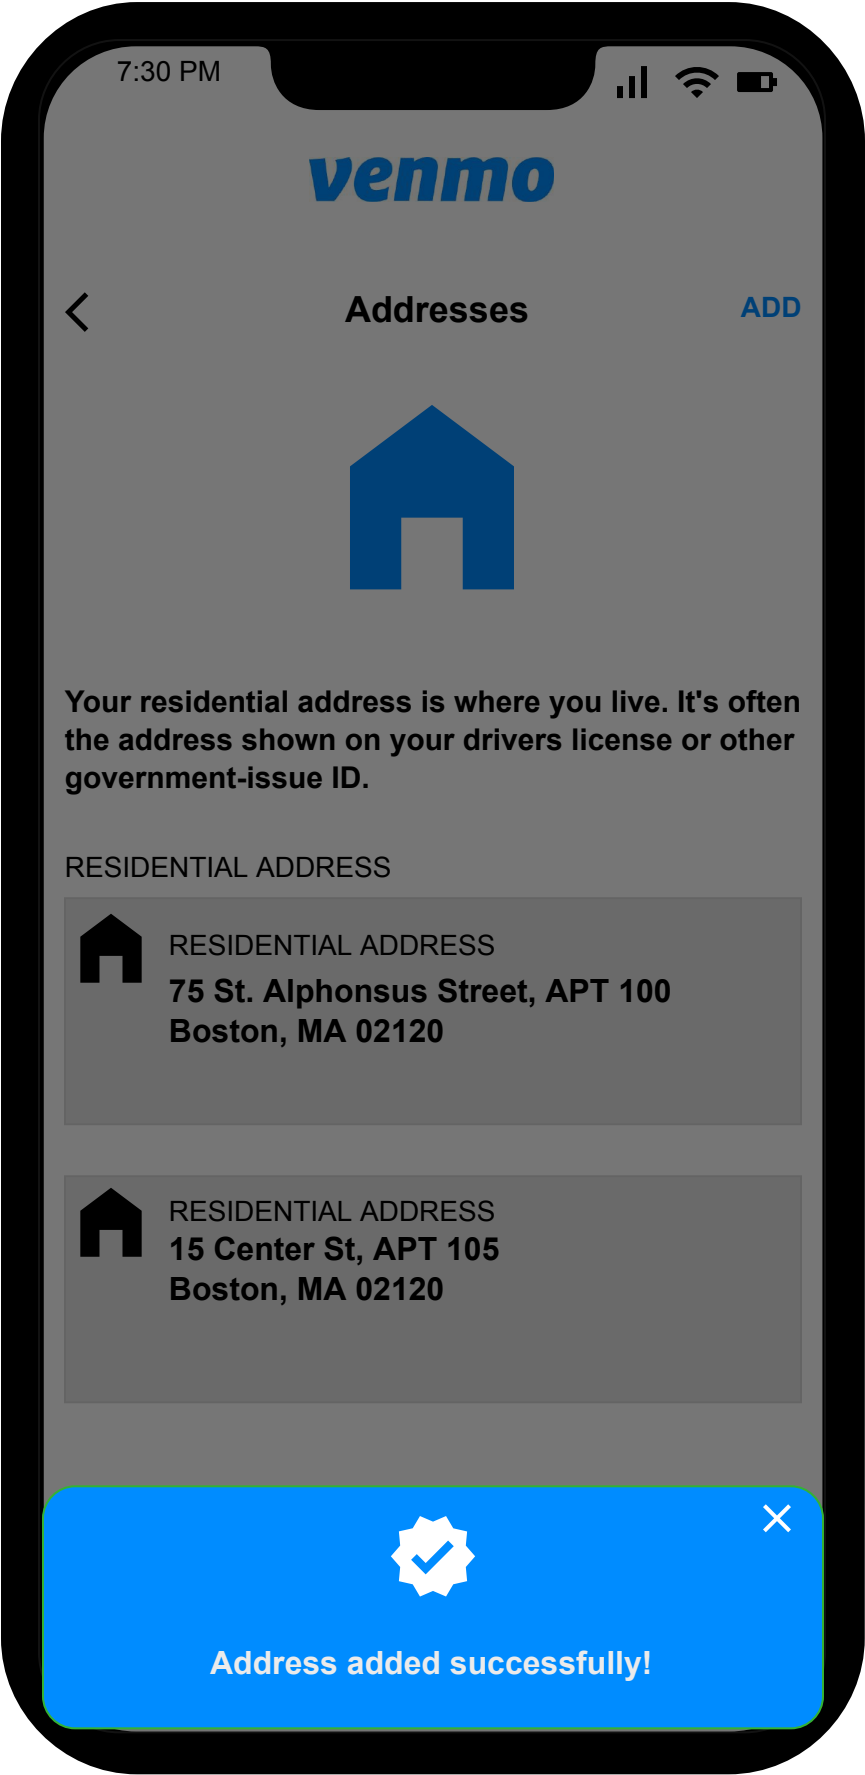 7:30 PM
venmo
Addresses
ADD
Your residential address is where you live. It's often
the address shown on your drivers license or other
government-issue ID.
RESIDENTIAL ADDRESS
RESIDENTIAL ADDRESS
75 St. Alphonsus Street, APT 100
Boston, MA 02120
RESIDENTIAL ADDRESS
15 Center St, APT 105
Boston, MA 02120
Address added successfully!